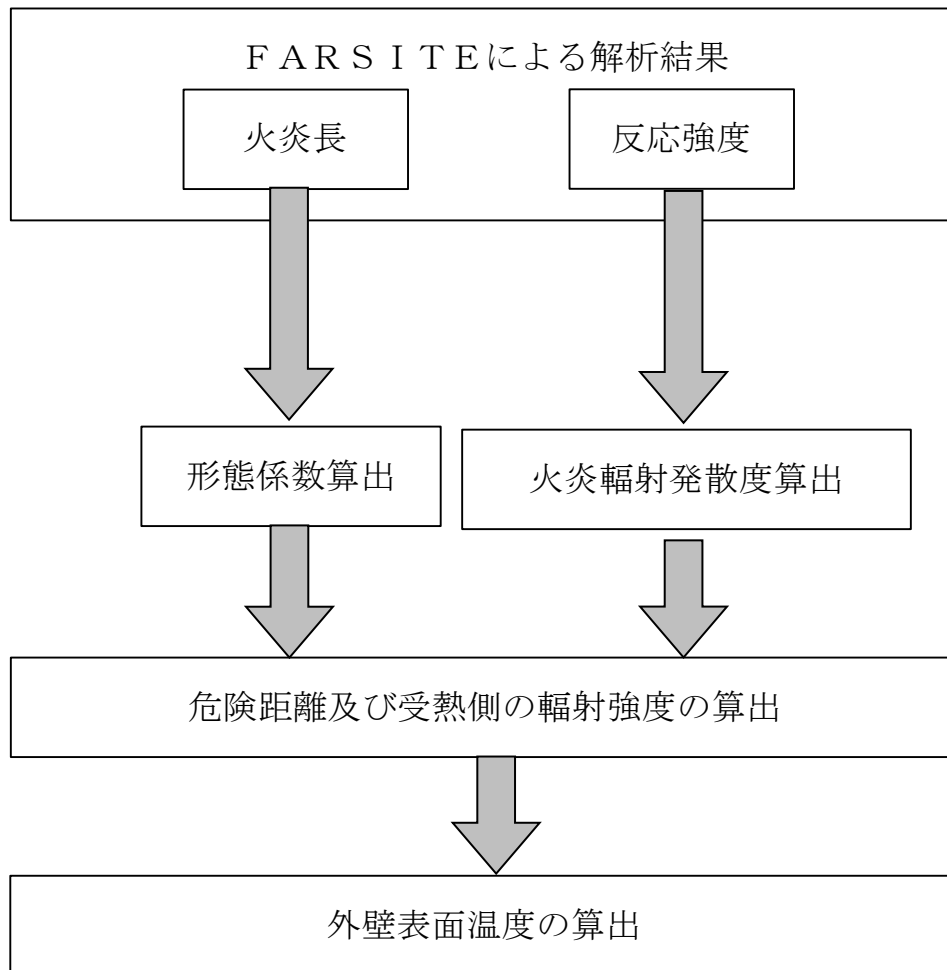 ＦＡＲＳＩＴＥによる解析結果
火炎長
反応強度
形態係数算出
火炎輻射発散度算出
危険距離及び受熱側の輻射強度の算出
外壁表面温度の算出